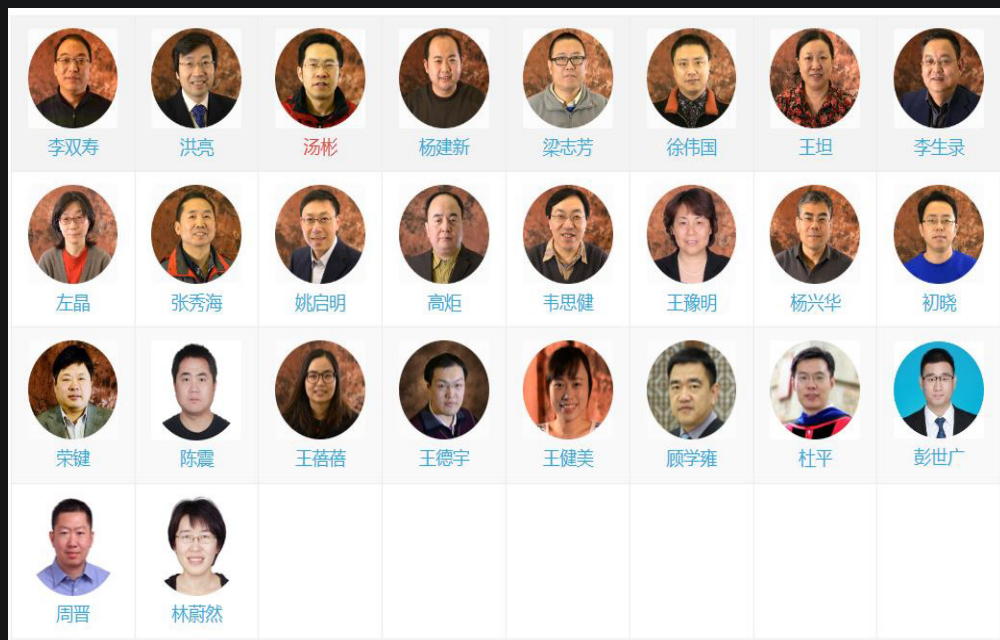 李双寿 洪亮 汤彬 杨建新 梁志芳 徐伟国 王坦 李生录
左晶 张秀海 姚启明 高炬 韦思健 王豫明 杨兴华 初晓
荣键 陈震 王蓓蓓 王德宇 王健美 顾学雍 杜平 彭世广
周晋 林蔚然